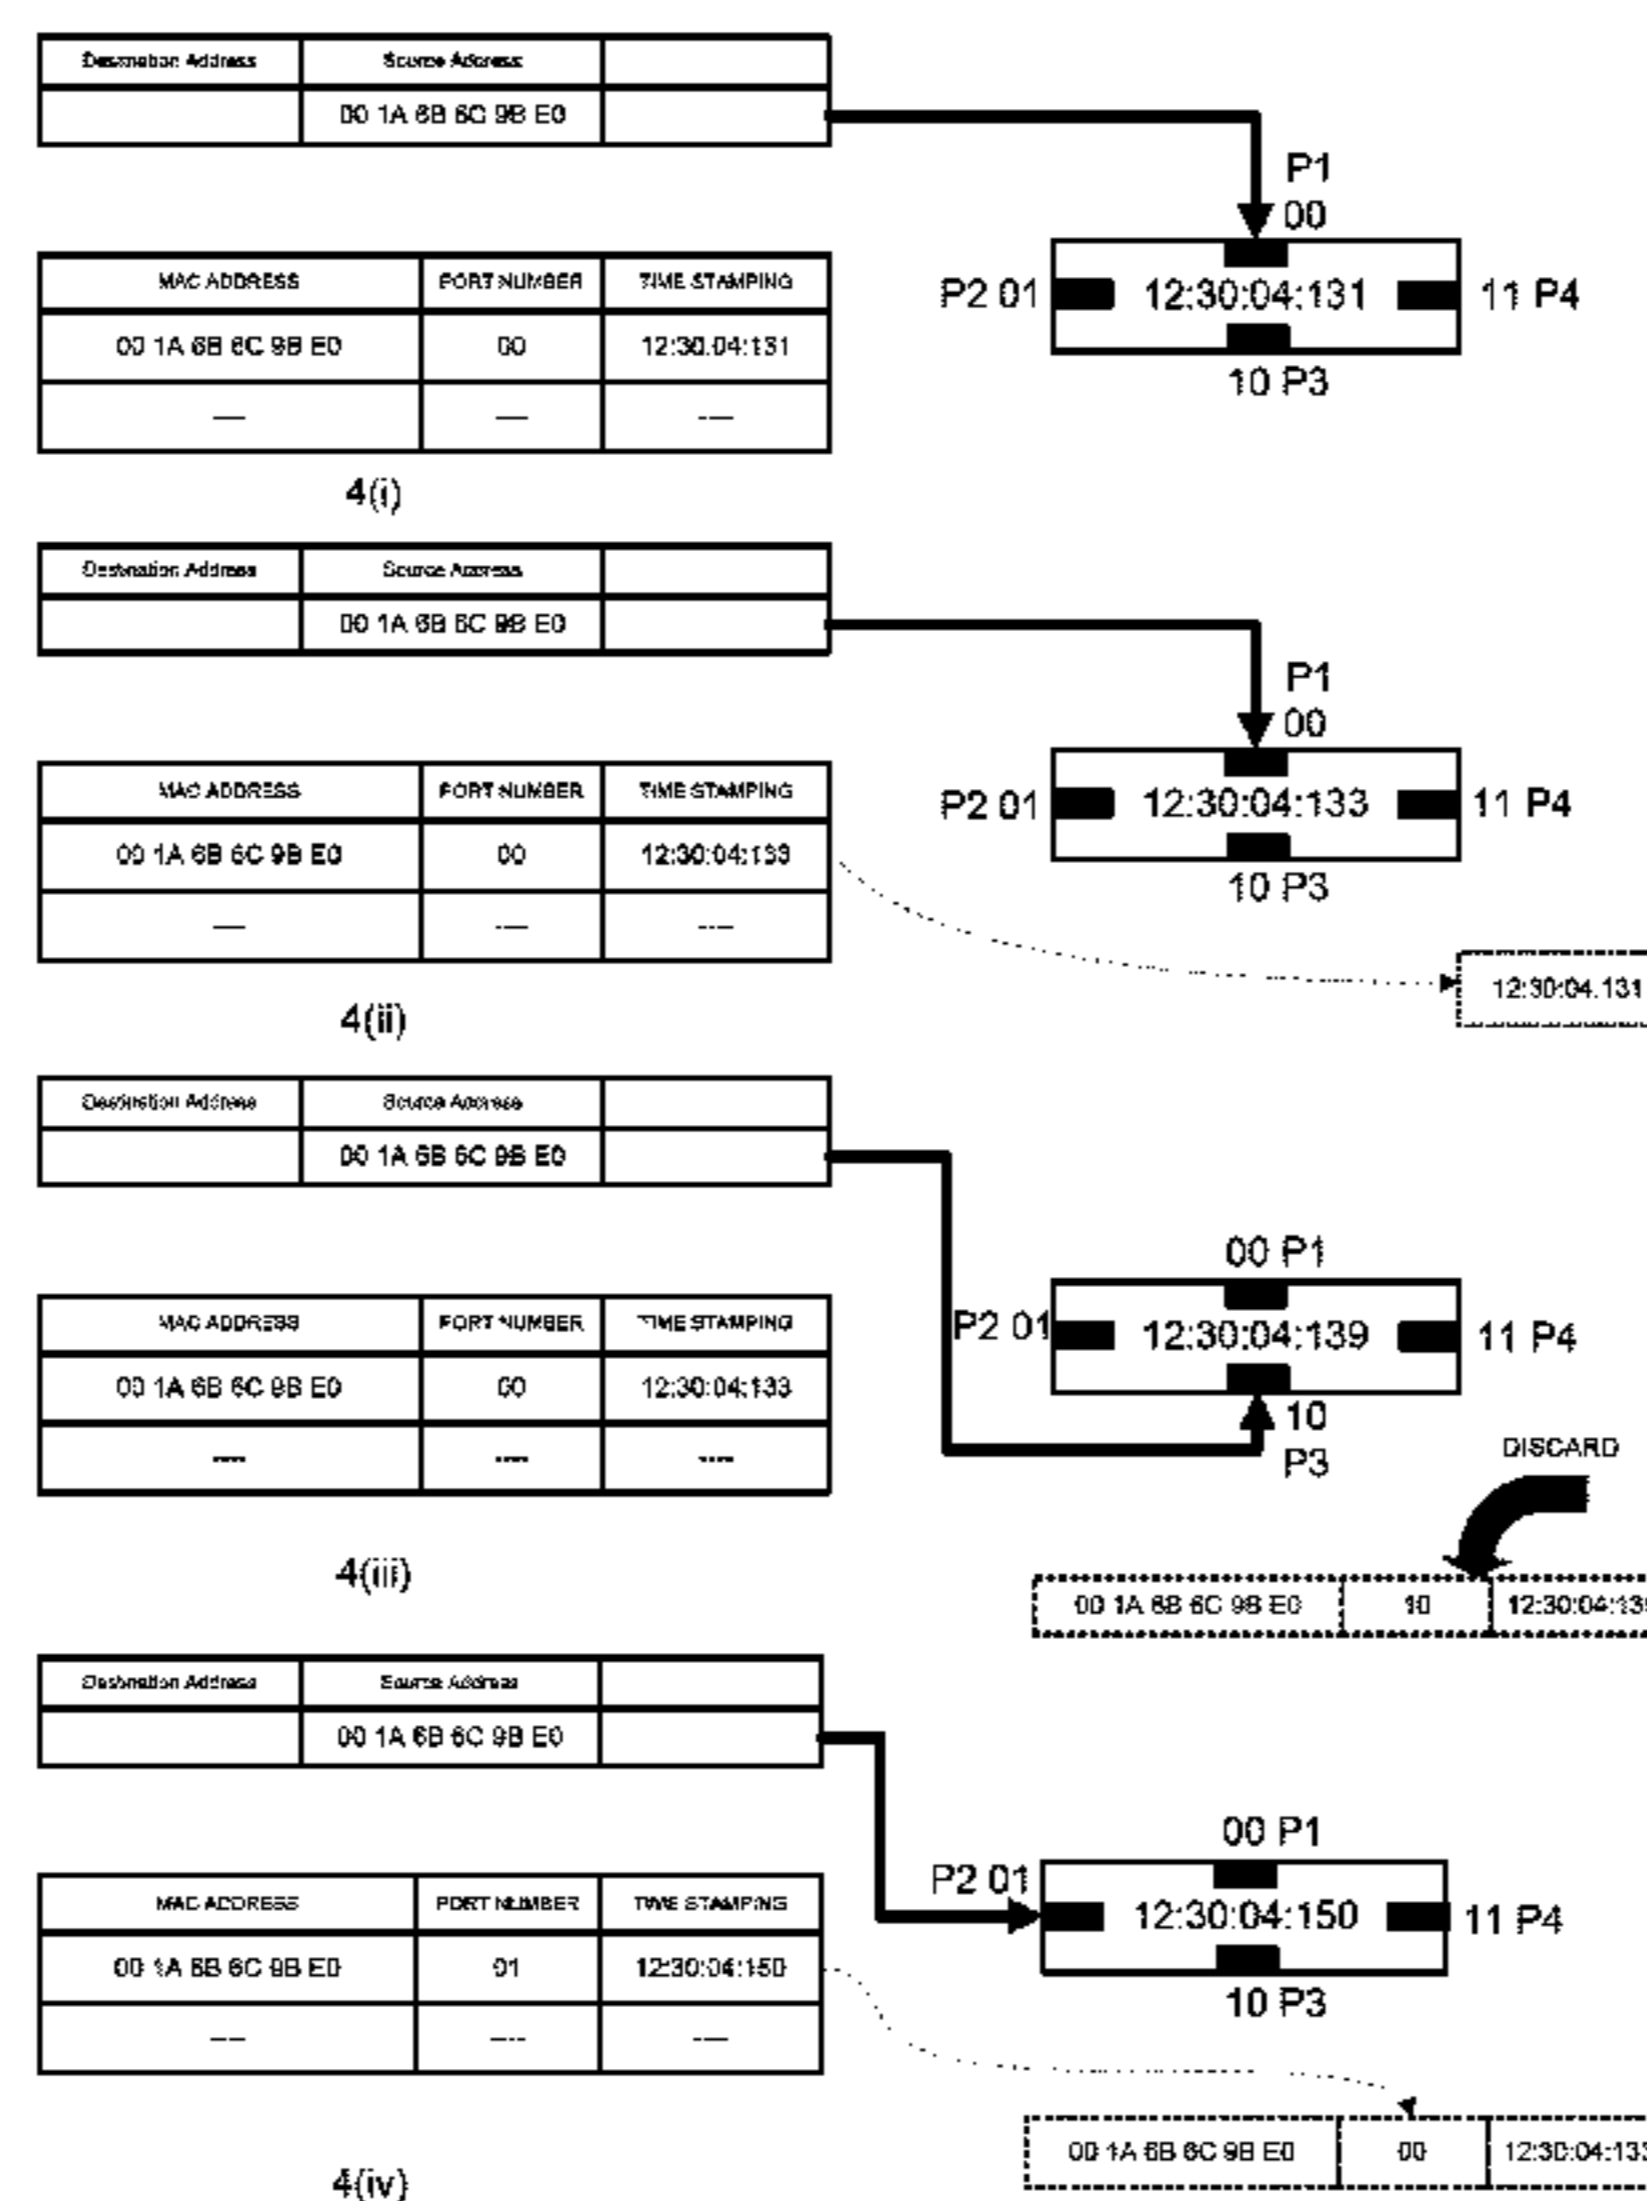 Destination Address Source Address
00 1A 6B 6C 9B E0
P1
00
MAC ADDRESS PORT NUMBER TIME STAMPING
P2 01 12:30:04:131 11 P4
00 1A 6B 6C 9B E0 00 12:30:04:131
10 P3
---- ---- ----
4(i)
Destination Address Source Address
00 1A 6B 6C 9B E0
P1
00
MAC ADDRESS PORT NUMBER TIME STAMPING
P2 01 12:30:04:133 11 P4
00 1A 6B 6C 9B E0 00 12:30:04:133
10 P3
---- ---- ----
12:30:04:131
4(ii)
Destination Address Source Address
00 1A 6B 6C 9B E0
00 P1
MAC ADDRESS PORT NUMBER TIME STAMPING
P2 01 12:30:04:139 11 P4
00 1A 6B 6C 9B E0 00 12:30:04:133
10
P3
---- ---- ----
DISCARD
4(iii)
00 1A 6B 6C 9B E0 10 12:30:04:139
Destination Address Source Address
00 1A 6B 6C 9B E0
00 P1
P2 01
MAC ADDRESS PORT NUMBER TIME STAMPING
12:30:04:150 11 P4
00 1A 6B 6C 9B E0 01 12:30:04:150
10 P3
---- ---- ----
00 1A 6B 6C 9B E0 00 12:30:04:133
4(iv)